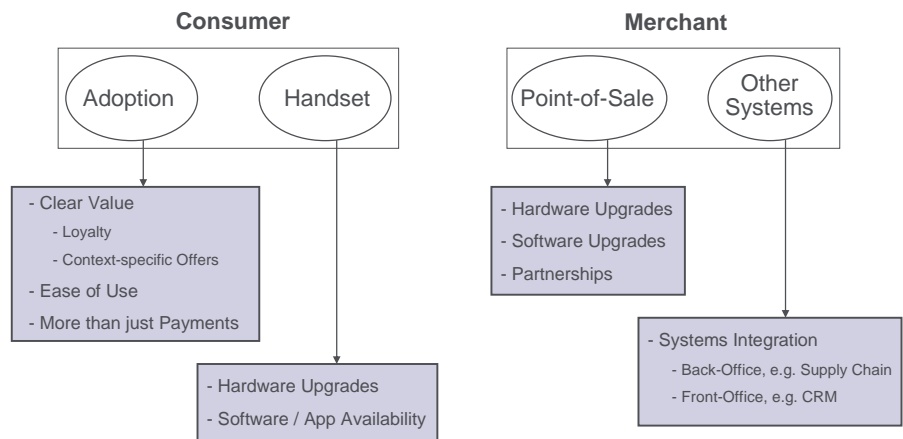 Consumer
Adoption
Handset
- Clear Value
- Loyalty
- Context-specific Offers
- Ease of Use
- More than just Payments
- Hardware Upgrades
- Software / App Availability
Merchant
Point-of-Sale
Other
Systems
- Hardware Upgrades
- Software Upgrades
- Partnerships
- Systems Integration
- Back-Office, e.g. Supply Chain
- Front-Office, e.g. CRM